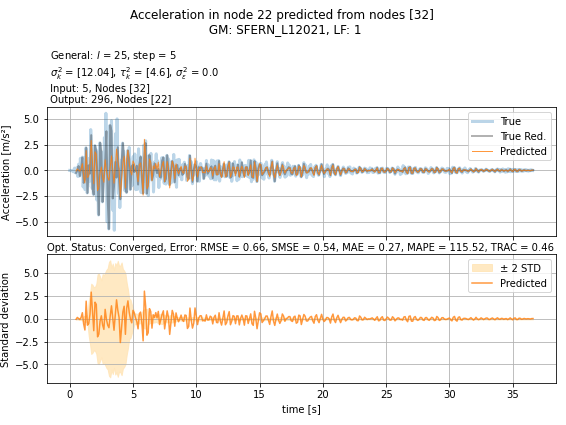 Acceleration in node 22 predicted from nodes [32]
GM: SFERN_L12021, LF: 1
General: l = 25, step = 5
σ²ₖ = [12.04], τ²ₖ = [4.6], σ²ε = 0.0
Input: 5, Nodes [32]
Output: 296, Nodes [22]
Acceleration [m/s²]
5.0
2.5
0.0
−2.5
−5.0
True
True Red.
Predicted
Opt. Status: Converged, Error: RMSE = 0.66, SMSE = 0.54, MAE = 0.27, MAPE = 115.52, TRAC = 0.46
Standard deviation
5.0
2.5
0.0
−2.5
−5.0
± 2 STD
Predicted
0 5 10 15 20 25 30 35
time [s]